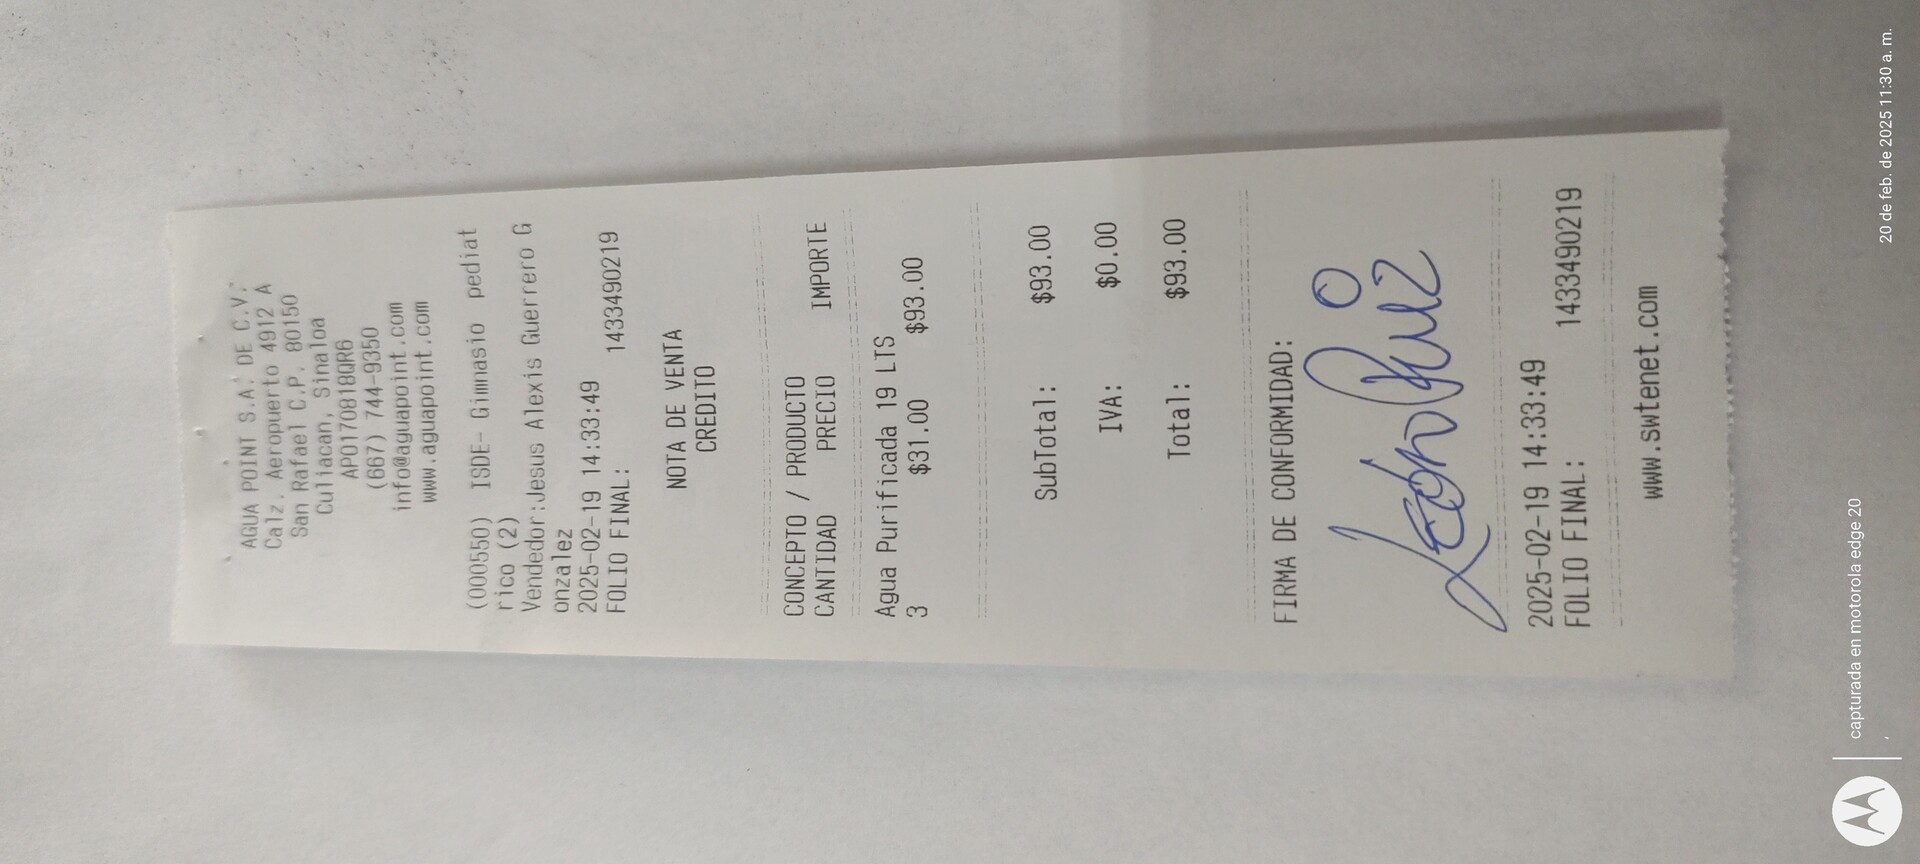 AGUA POINT S.A. DE C.V.
Calz. Aeropuerto 4912 A
San Rafael C.P. 80150
Culiacan, Sinaloa
APO170818QR6
(667) 744-9350
info@aguapoint.com
www.aguapoint.com
(000550) ISDE- Gimnasio pediat
rico (2)
Vendedor:Jesus Alexis Guerrero G
onzalez
2025-02-19 14:33:49
FOLIO FINAL: 1433490219
NOTA DE VENTA
CREDITO
CONCEPTO / PRODUCTO
CANTIDAD PRECIO IMPORTE
Agua Purificada 19 LTS
3 $31.00 $93.00
SubTotal: $93.00
IVA: $0.00
Total: $93.00
FIRMA DE CONFORMIDAD:
León Ruiz
2025-02-19 14:33:49
FOLIO FINAL: 1433490219
www.swtenet.com
capturada en motorola edge 20
20 de feb. de 2025 11:30 a. m.